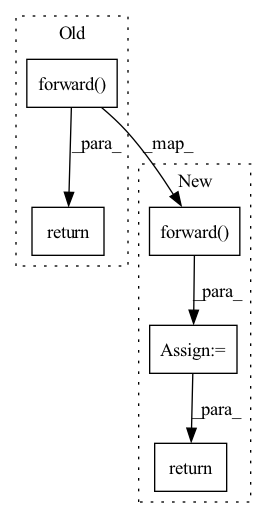 Old
forward()
_para_
_map_
New
return
forward()
_para_
Assign:=
_para_
return